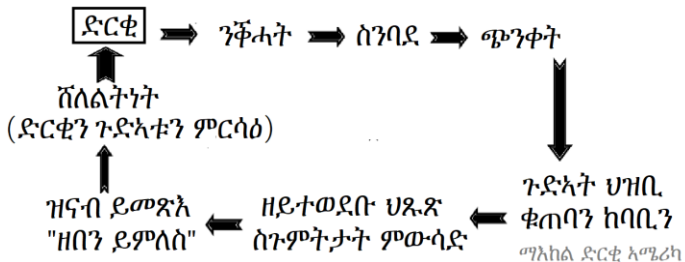 ድርቂ
ንቕሓት
ስንባደ
ጭንቀት
ጉድኣት ህዝቢ
ቁጠባን ከባቢን
ማእከል ድርቂ ኣሜሪካ
ዘይተወደቡ ህጹጽ
ስጉምትታት ምውሳድ
ዝናብ ይመጽእ
"ዘበን ይምለስ"
ሸለልትነት
(ድርቂን ጉድኣቱን ምርሳዕ)